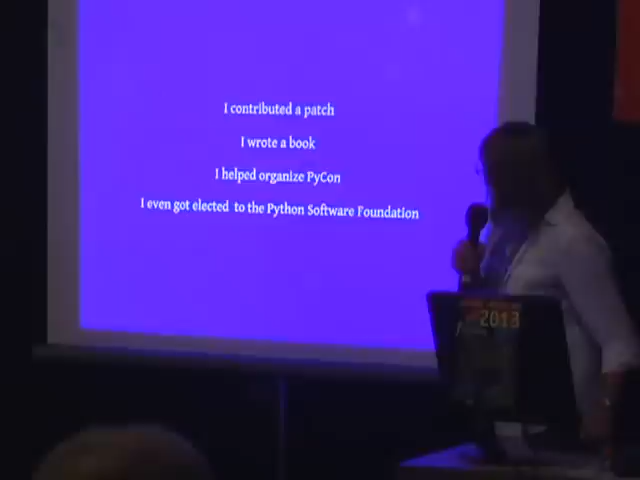 I contributed a patch
I wrote a book
I helped organize PyCon
I even got elected to the Python Software Foundation
2013